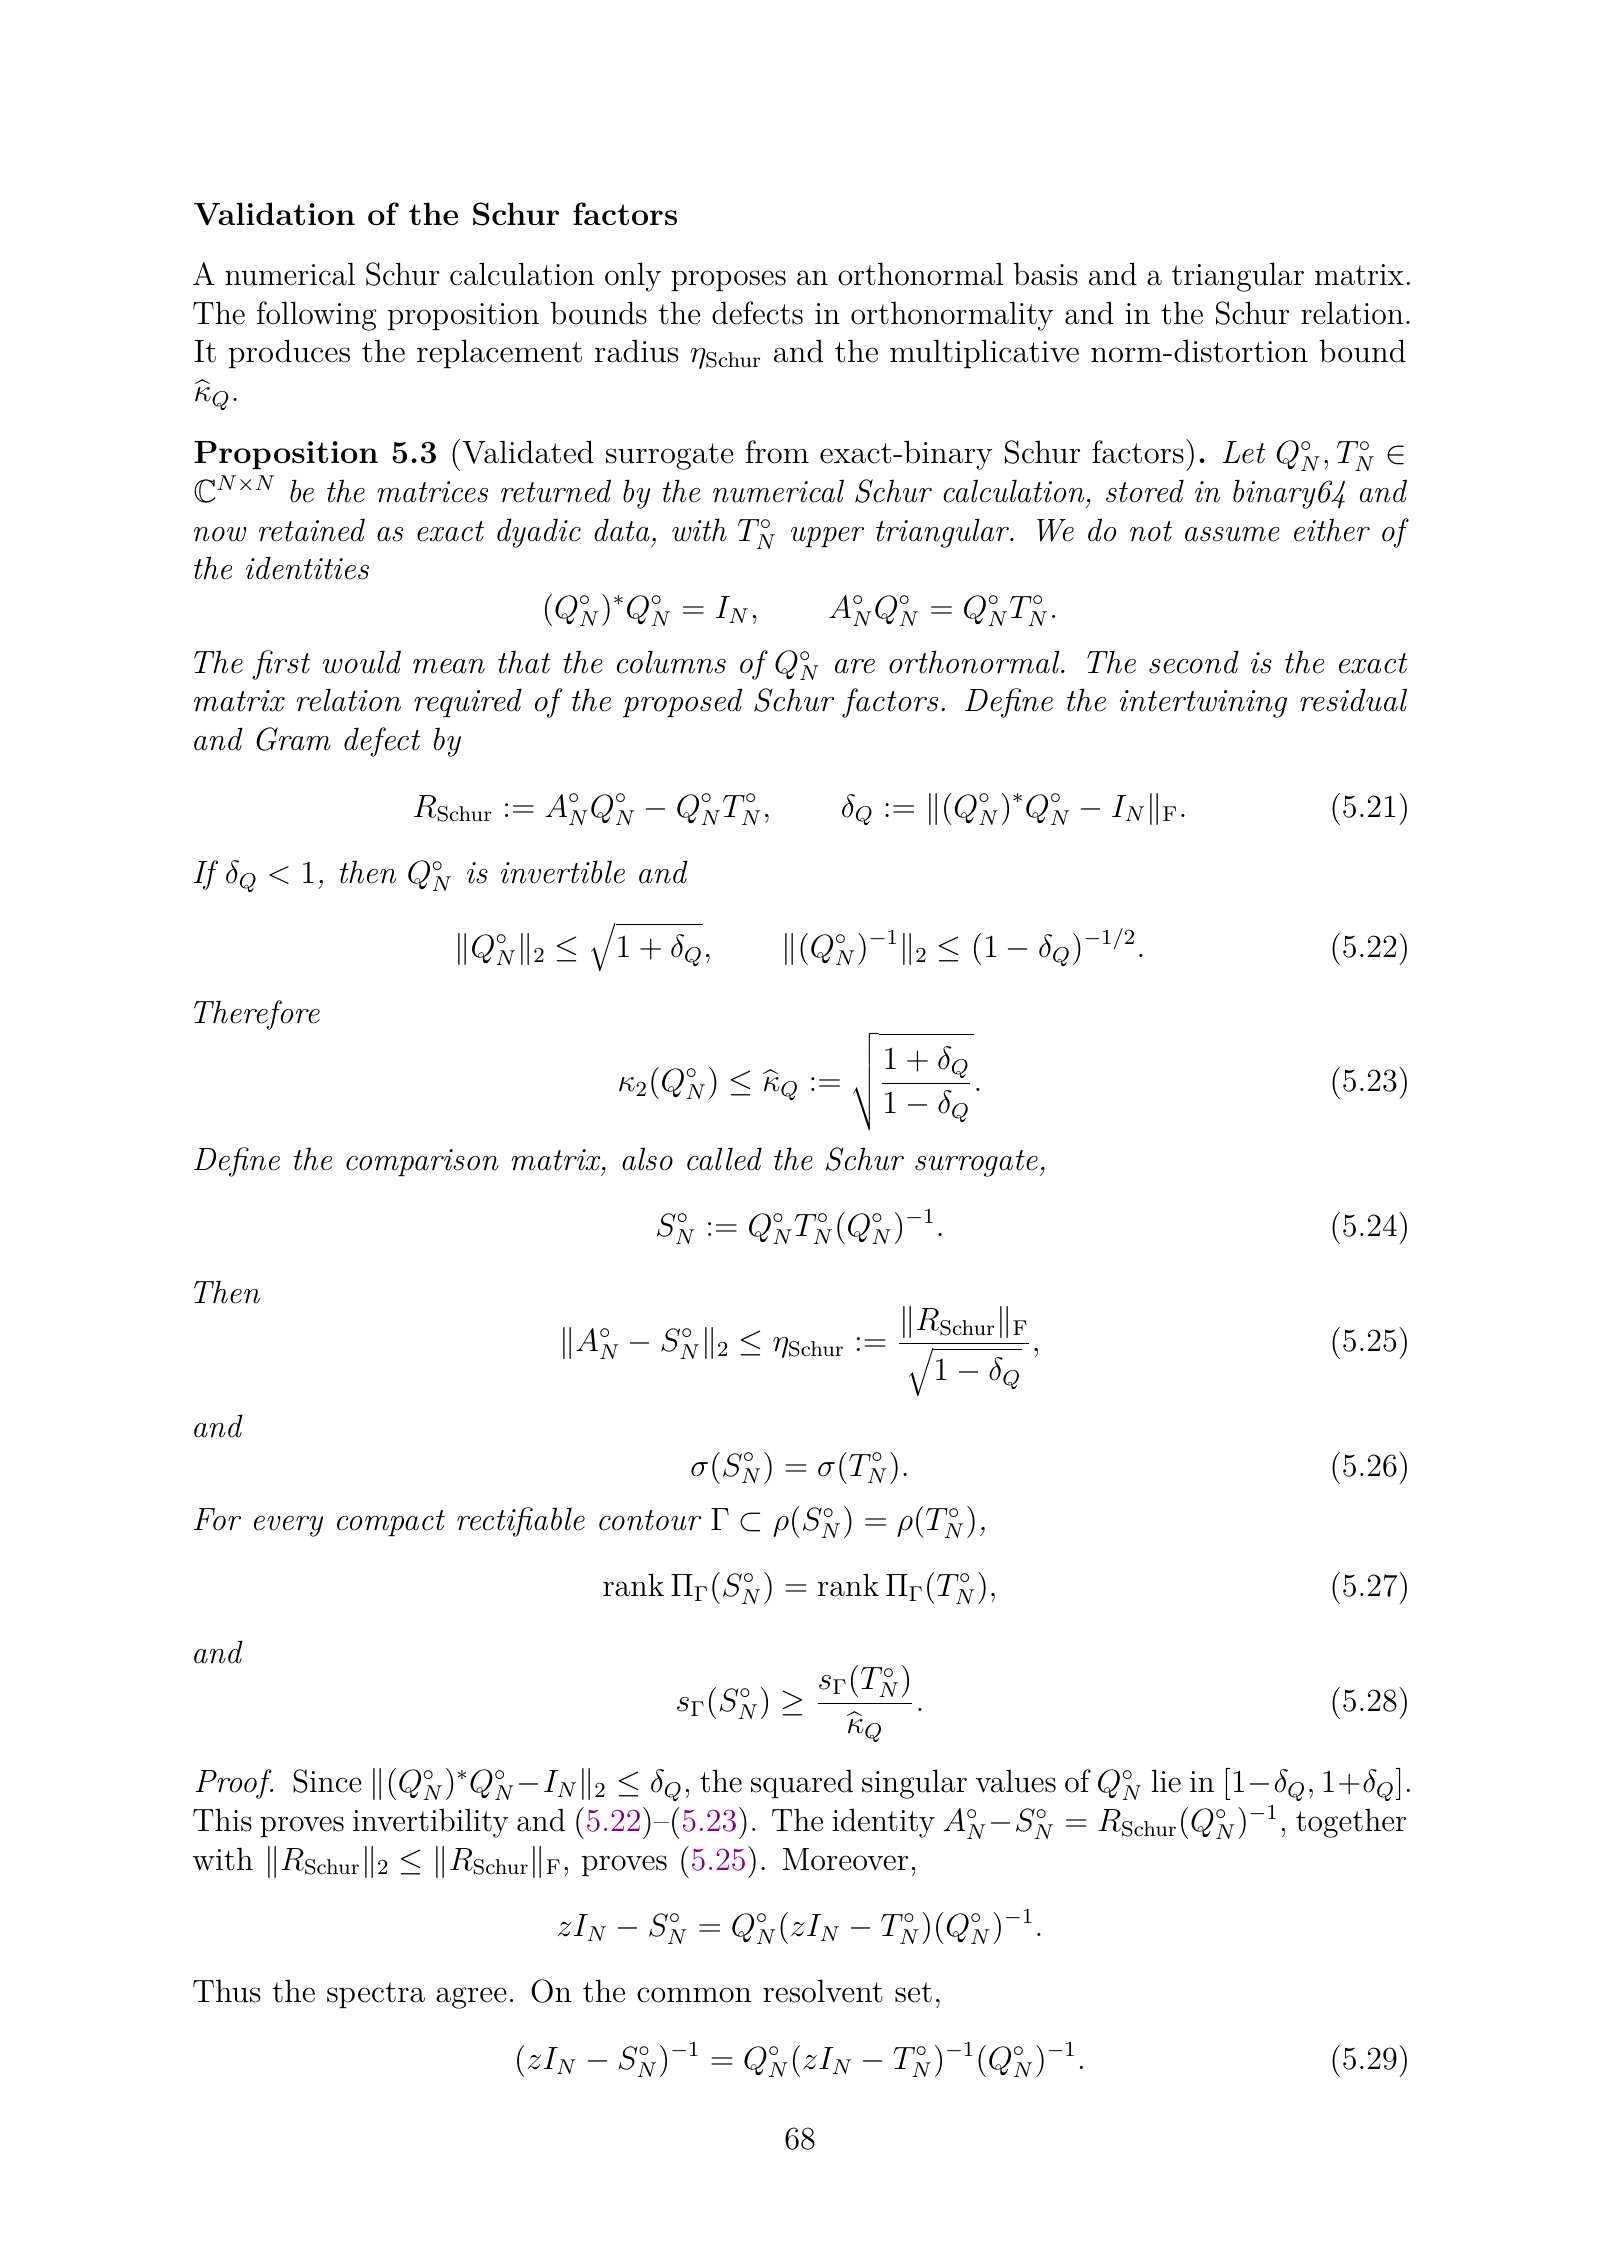 Validation of the Schur factors
A numerical Schur calculation only proposes an orthonormal basis and a triangular matrix.
The following proposition bounds the defects in orthonormality and in the Schur relation.
It produces the replacement radius η_Schur and the multiplicative norm-distortion bound
κ̂_Q.
Proposition 5.3 (Validated surrogate from exact-binary Schur factors). Let Q°_N, T°_N ∈
ℂ^{N×N} be the matrices returned by the numerical Schur calculation, stored in binary64 and
now retained as exact dyadic data, with T°_N upper triangular. We do not assume either of
the identities
(Q°_N)*Q°_N = I_N, A°_N Q°_N = Q°_N T°_N.
The first would mean that the columns of Q°_N are orthonormal. The second is the exact
matrix relation required of the proposed Schur factors. Define the intertwining residual
and Gram defect by
R_Schur := A°_N Q°_N − Q°_N T°_N, δ_Q := ‖(Q°_N)*Q°_N − I_N‖_F. (5.21)
If δ_Q < 1, then Q°_N is invertible and
‖Q°_N‖_2 ≤ √(1 + δ_Q), ‖(Q°_N)^{−1}‖_2 ≤ (1 − δ_Q)^{−1/2}. (5.22)
Therefore
κ_2(Q°_N) ≤ κ̂_Q := √((1 + δ_Q)/(1 − δ_Q)). (5.23)
Define the comparison matrix, also called the Schur surrogate,
S°_N := Q°_N T°_N (Q°_N)^{−1}. (5.24)
Then
‖A°_N − S°_N‖_2 ≤ η_Schur := ‖R_Schur‖_F / √(1 − δ_Q), (5.25)
and
σ(S°_N) = σ(T°_N). (5.26)
For every compact rectifiable contour Γ ⊂ ρ(S°_N) = ρ(T°_N),
rank Π_Γ(S°_N) = rank Π_Γ(T°_N), (5.27)
and
s_Γ(S°_N) ≥ s_Γ(T°_N) / κ̂_Q. (5.28)
Proof. Since ‖(Q°_N)*Q°_N−I_N‖_2 ≤ δ_Q, the squared singular values of Q°_N lie in [1−δ_Q, 1+δ_Q].
This proves invertibility and (5.22)–(5.23). The identity A°_N−S°_N = R_Schur(Q°_N)^{−1}, together
with ‖R_Schur‖_2 ≤ ‖R_Schur‖_F, proves (5.25). Moreover,
zI_N − S°_N = Q°_N(zI_N − T°_N)(Q°_N)^{−1}.
Thus the spectra agree. On the common resolvent set,
(zI_N − S°_N)^{−1} = Q°_N(zI_N − T°_N)^{−1}(Q°_N)^{−1}. (5.29)
68